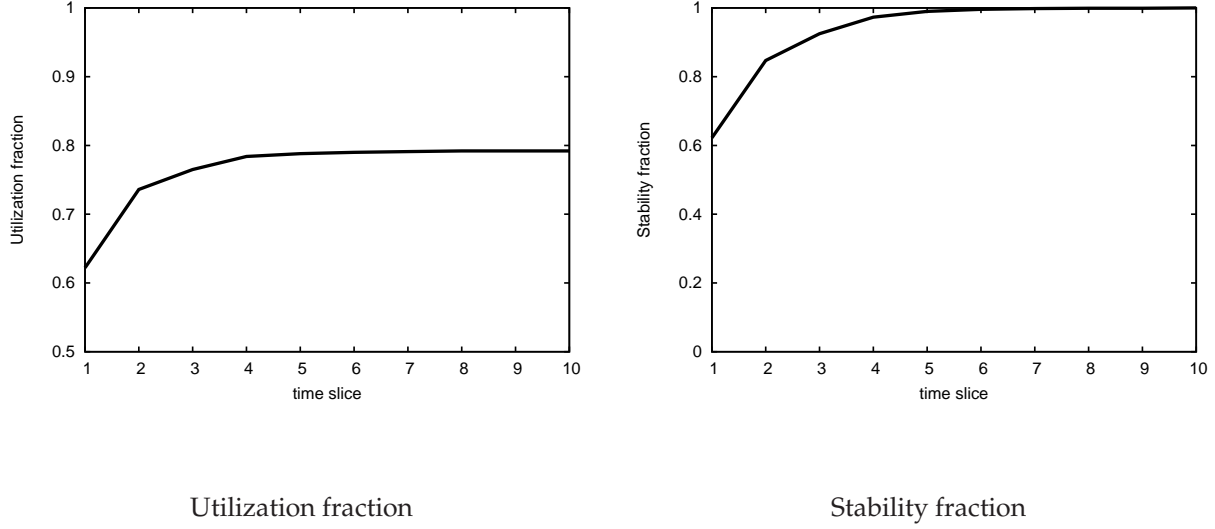 1
0.9
0.8
0.7
0.6
0.5
Utilization fraction
1 2 3 4 5 6 7 8 9 10
time slice
1
0.8
0.6
0.4
0.2
0
Stability fraction
1 2 3 4 5 6 7 8 9 10
time slice
Utilization fraction
Stability fraction